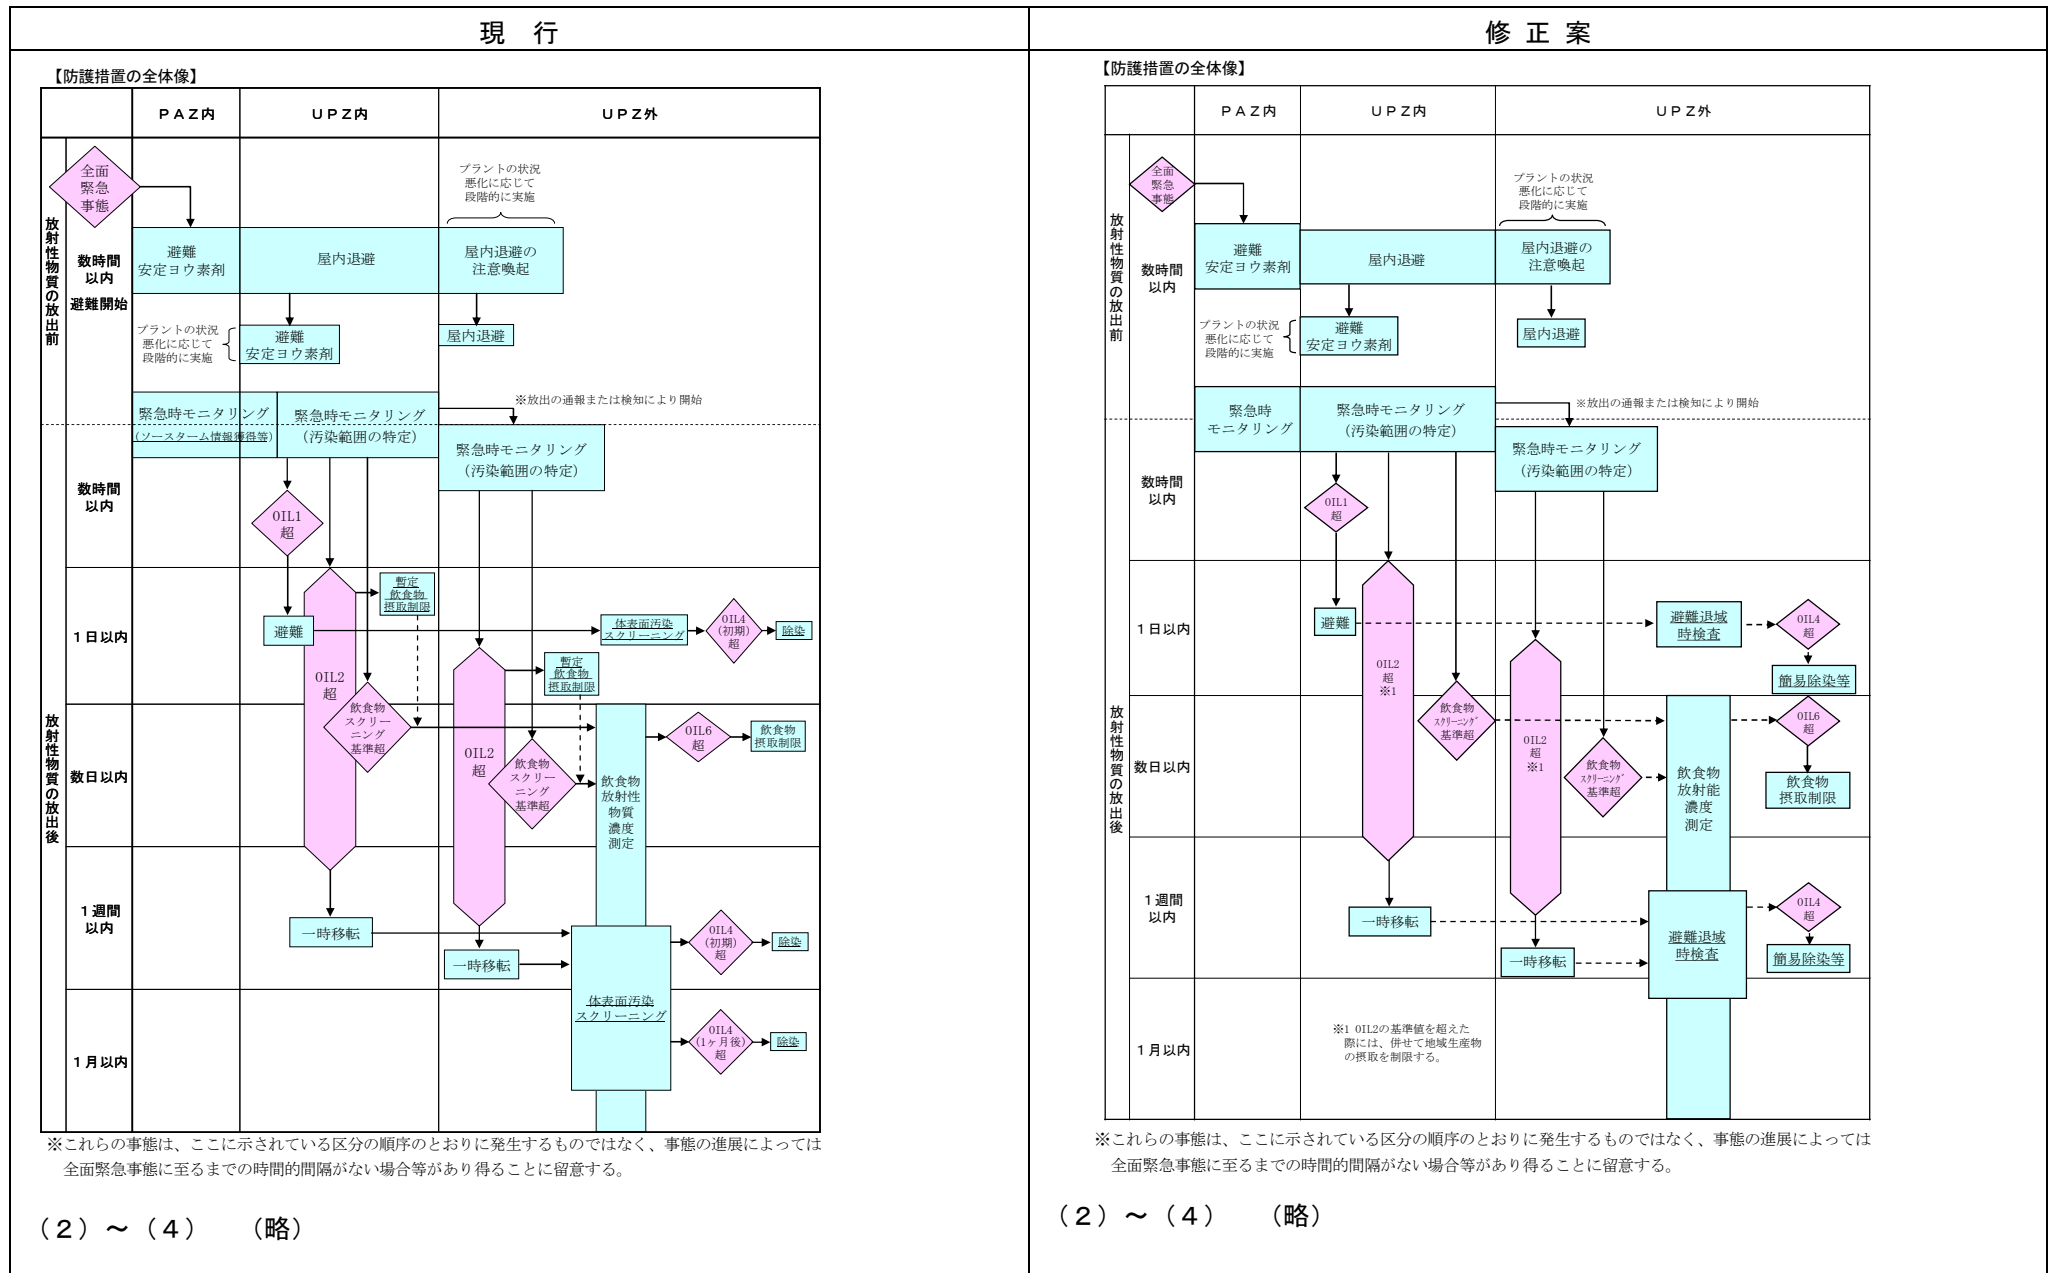 現　行
【防護措置の全体像】
ＰＡＺ内
ＵＰＺ内
ＵＰＺ外
放射性物質の放出前
全面
緊急
事態
プラントの状況
悪化に応じて
段階的に実施
数時間
以内
避難開始
避難
安定ヨウ素剤
屋内退避
屋内退避の
注意喚起
プラントの状況
悪化に応じて
段階的に実施
避難
安定ヨウ素剤
屋内退避
緊急時モニタリング
（ソースターム情報獲得等）
緊急時モニタリング
（汚染範囲の特定）
※放出の通報または検知により開始
緊急時モニタリング
（汚染範囲の特定）
放射性物質の放出後
数時間
以内
OIL1
超
１日以内
避難
暫定
飲食物
摂取制限
体表面汚染
スクリーニング
OIL4
（初期）
超
除染
OIL2
超
暫定
飲食物
摂取制限
数日以内
飲食物
スクリー
ニング
基準超
OIL2
超
飲食物
スクリー
ニング
基準超
飲食物
放射性
物質
濃度
測定
OIL6
超
飲食物
摂取制限
１週間
以内
一時移転
一時移転
OIL4
（初期）
超
除染
体表面汚染
スクリーニング
１月以内
OIL4
（1ヶ月後）
超
除染
※これらの事態は、ここに示されている区分の順序のとおりに発生するものではなく、事態の進展によっては
全面緊急事態に至るまでの時間的間隔がない場合等があり得ることに留意する。
（２）～（４）　（略）
修 正 案
【防護措置の全体像】
ＰＡＺ内
ＵＰＺ内
ＵＰＺ外
放射性物質の放出前
全面
緊急
事態
プラントの状況
悪化に応じて
段階的に実施
数時間
以内
避難
安定ヨウ素剤
屋内退避
屋内退避の
注意喚起
プラントの状況
悪化に応じて
段階的に実施
避難
安定ヨウ素剤
屋内退避
緊急時
モニタリング
緊急時モニタリング
（汚染範囲の特定）
※放出の通報または検知により開始
緊急時モニタリング
（汚染範囲の特定）
放射性物質の放出後
数時間
以内
OIL1
超
１日以内
避難
避難退域
時検査
OIL4
超
簡易除染等
OIL2
超
※1
数日以内
飲食物
ｽｸﾘｰﾆﾝｸﾞ
基準超
OIL2
超
※1
飲食物
ｽｸﾘｰﾆﾝｸﾞ
基準超
飲食物
放射能
濃度
測定
OIL6
超
飲食物
摂取制限
１週間
以内
一時移転
一時移転
避難退域
時検査
OIL4
超
簡易除染等
１月以内
※1 OIL2の基準値を超えた
際には、併せて地域生産物
の摂取を制限する。
※これらの事態は、ここに示されている区分の順序のとおりに発生するものではなく、事態の進展によっては
全面緊急事態に至るまでの時間的間隔がない場合等があり得ることに留意する。
（２）～（４）　（略）